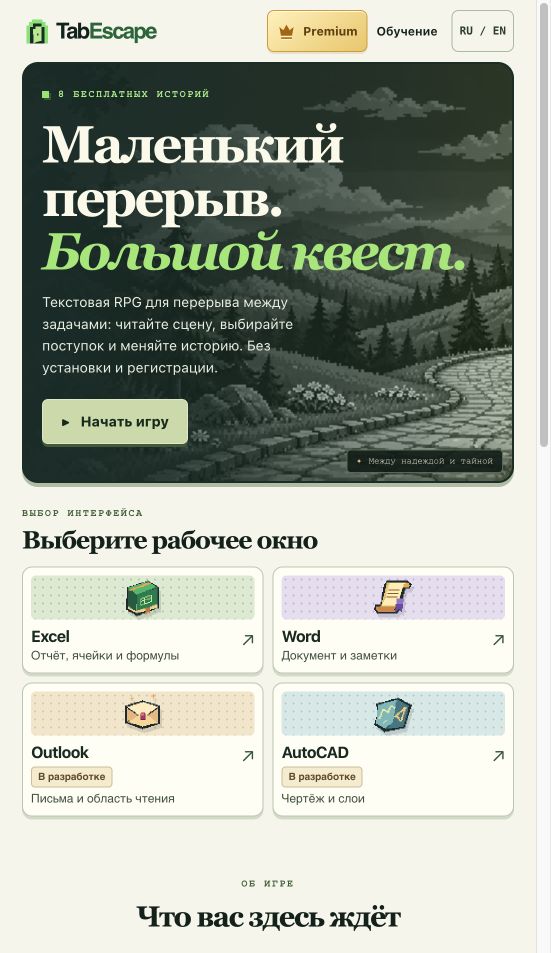 TabEscape
Premium
Обучение
RU / EN
8 БЕСПЛАТНЫХ ИСТОРИЙ
Маленький
перерыв.
Большой квест.
Текстовая RPG для перерыва между
задачами: читайте сцену, выбирайте
поступок и меняйте историю. Без
установки и регистрации.
Начать игру
Между надеждой и тайной
ВЫБОР ИНТЕРФЕЙСА
Выберите рабочее окно
Excel
Отчёт, ячейки и формулы
Word
Документ и заметки
Outlook
В разработке
Письма и область чтения
AutoCAD
В разработке
Чертёж и слои
ОБ ИГРЕ
Что вас здесь ждёт